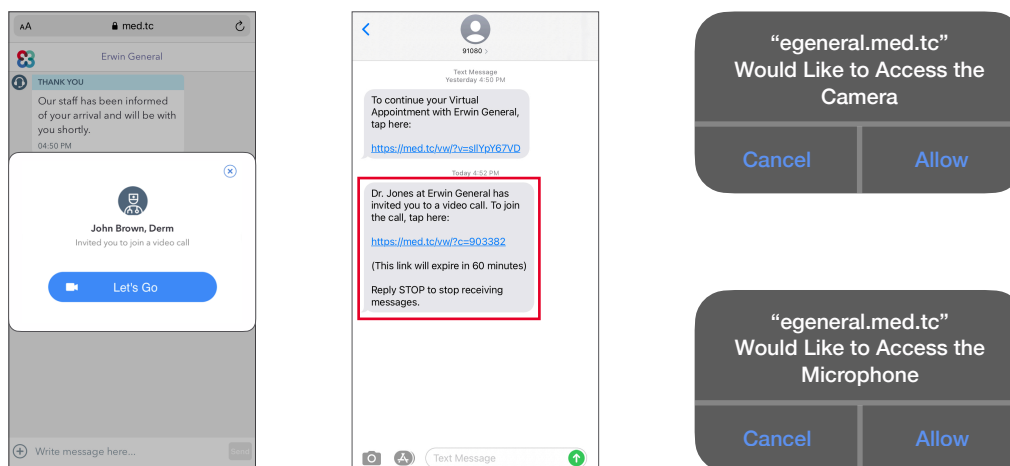 AA
med.tc
Erwin General
THANK YOU
Our staff has been informed
of your arrival and will be with
you shortly.
04:50 PM
John Brown, Derm
Invited you to join a video call
Let's Go
Write message here...
Send
91080 >
Text Message
Yesterday 4:50 PM
To continue your Virtual
Appointment with Erwin General,
tap here:
https://med.tc/vw/?v=sIlYpY67VD
Today 4:52 PM
Dr. Jones at Erwin General has
invited you to a video call. To join
the call, tap here:
https://med.tc/vw/?c=903382
(This link will expire in 60 minutes)
Reply STOP to stop receiving
messages.
Text Message
“egeneral.med.tc”
Would Like to Access the
Camera
Cancel
Allow
“egeneral.med.tc”
Would Like to Access the
Microphone
Cancel
Allow